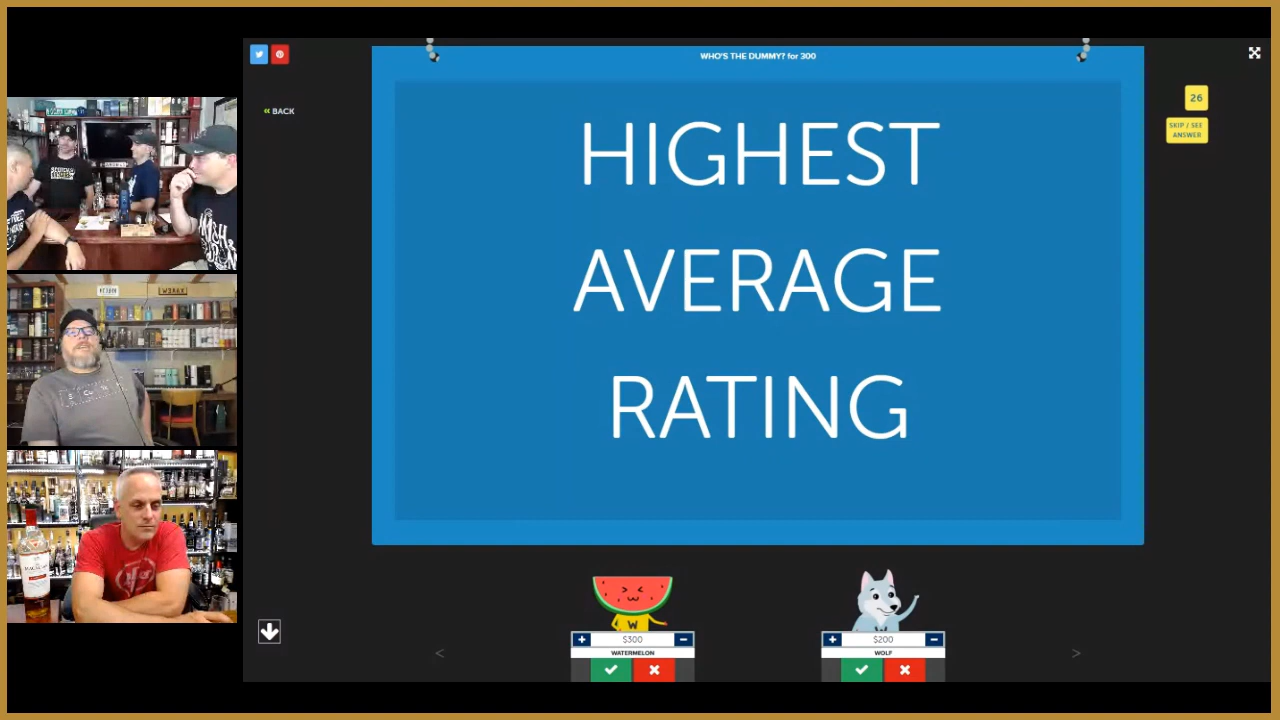 WHO'S THE DUMMY? for 300
« BACK
26
SKIP / SEE
ANSWER
HIGHEST
AVERAGE
RATING
W
W
+ $300 −
+ $200 −
WATERMELON
WOLF
<
>